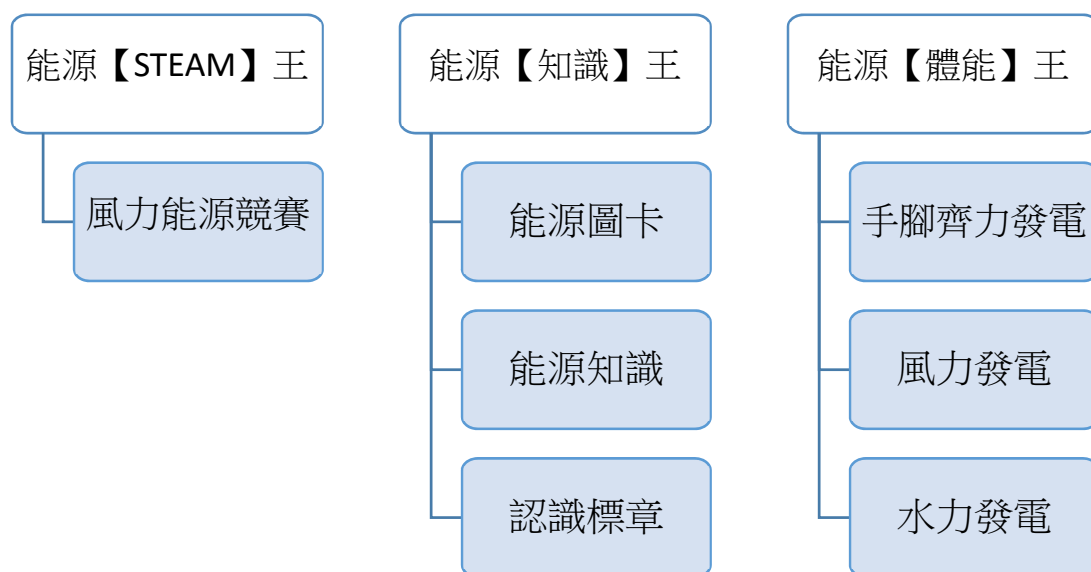 能源【STEAM】王
風力能源競賽
能源【知識】王
能源圖卡
能源知識
認識標章
能源【體能】王
手腳齊力發電
風力發電
水力發電